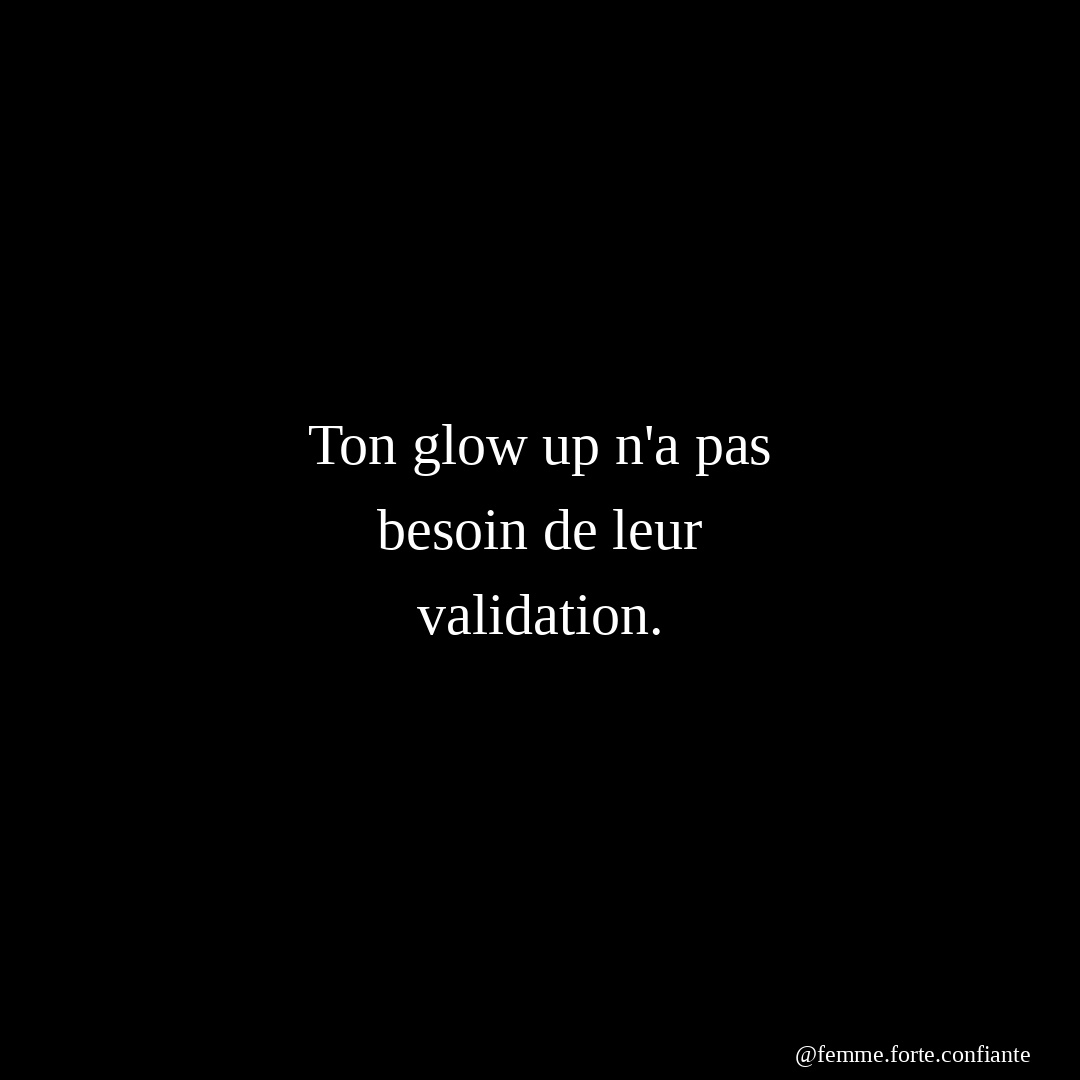 Ton glow up n'a pas
besoin de leur
validation.
@femme.forte.confiante